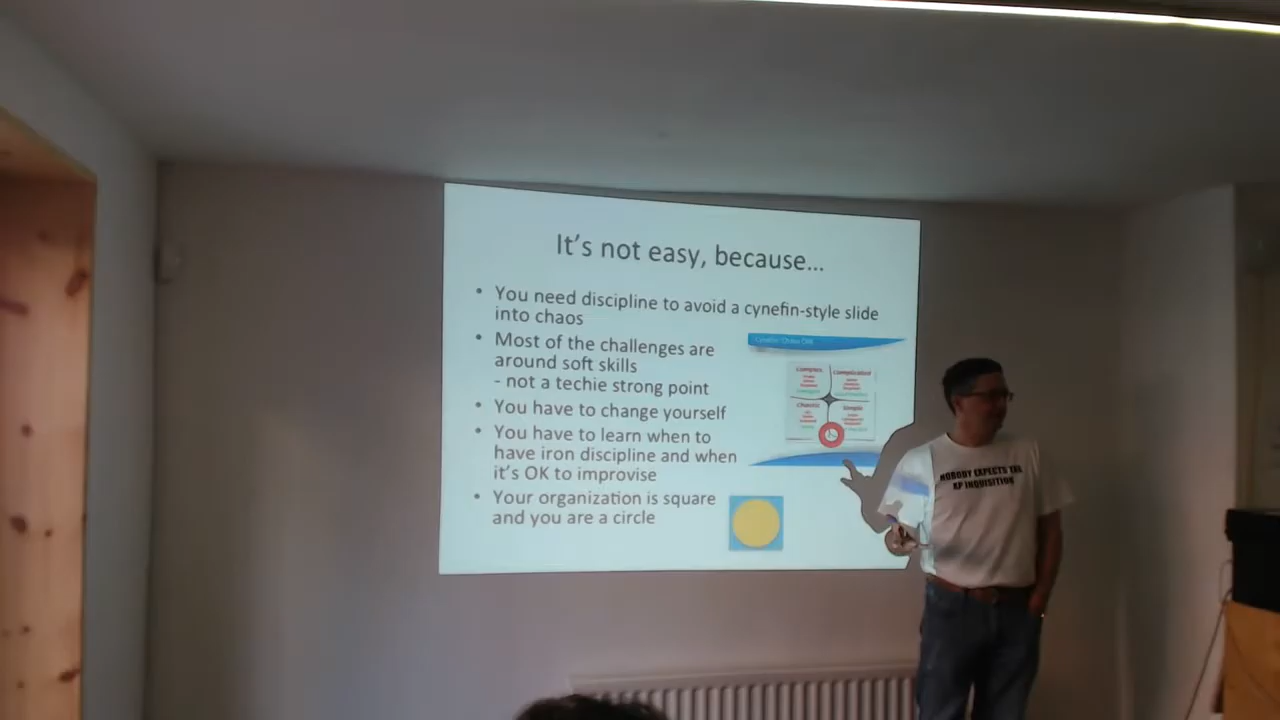 It's not easy, because...
• You need discipline to avoid a cynefin-style slide
into chaos
• Most of the challenges are
around soft skills
- not a techie strong point
• You have to change yourself
• You have to learn when to
have iron discipline and when
it's OK to improvise
• Your organization is square
and you are a circle
Complex
Complicated
Chaotic
Simple
NOBODY EXPECTS THE
XP INQUISITION